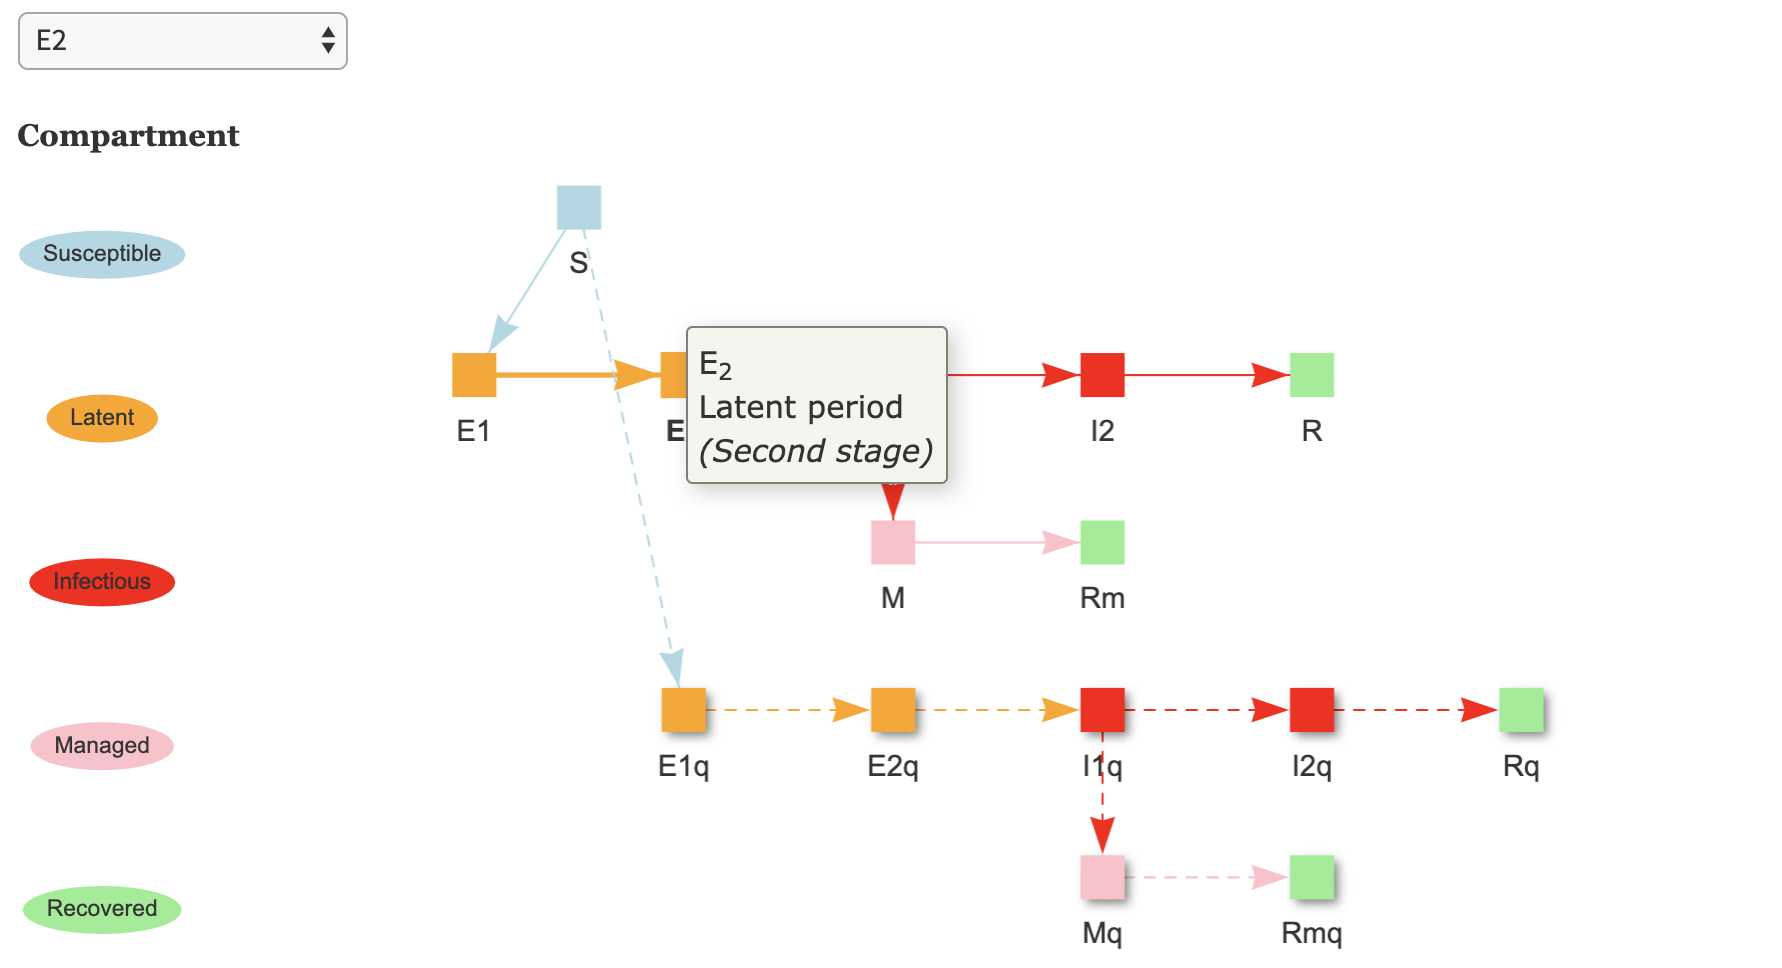 E2
Compartment
Susceptible
S
E₂
Latent period
(Second stage)
Latent
E1
E
I2
R
Infectious
M
Rm
Managed
E1q
E2q
I1q
I2q
Rq
Recovered
Mq
Rmq